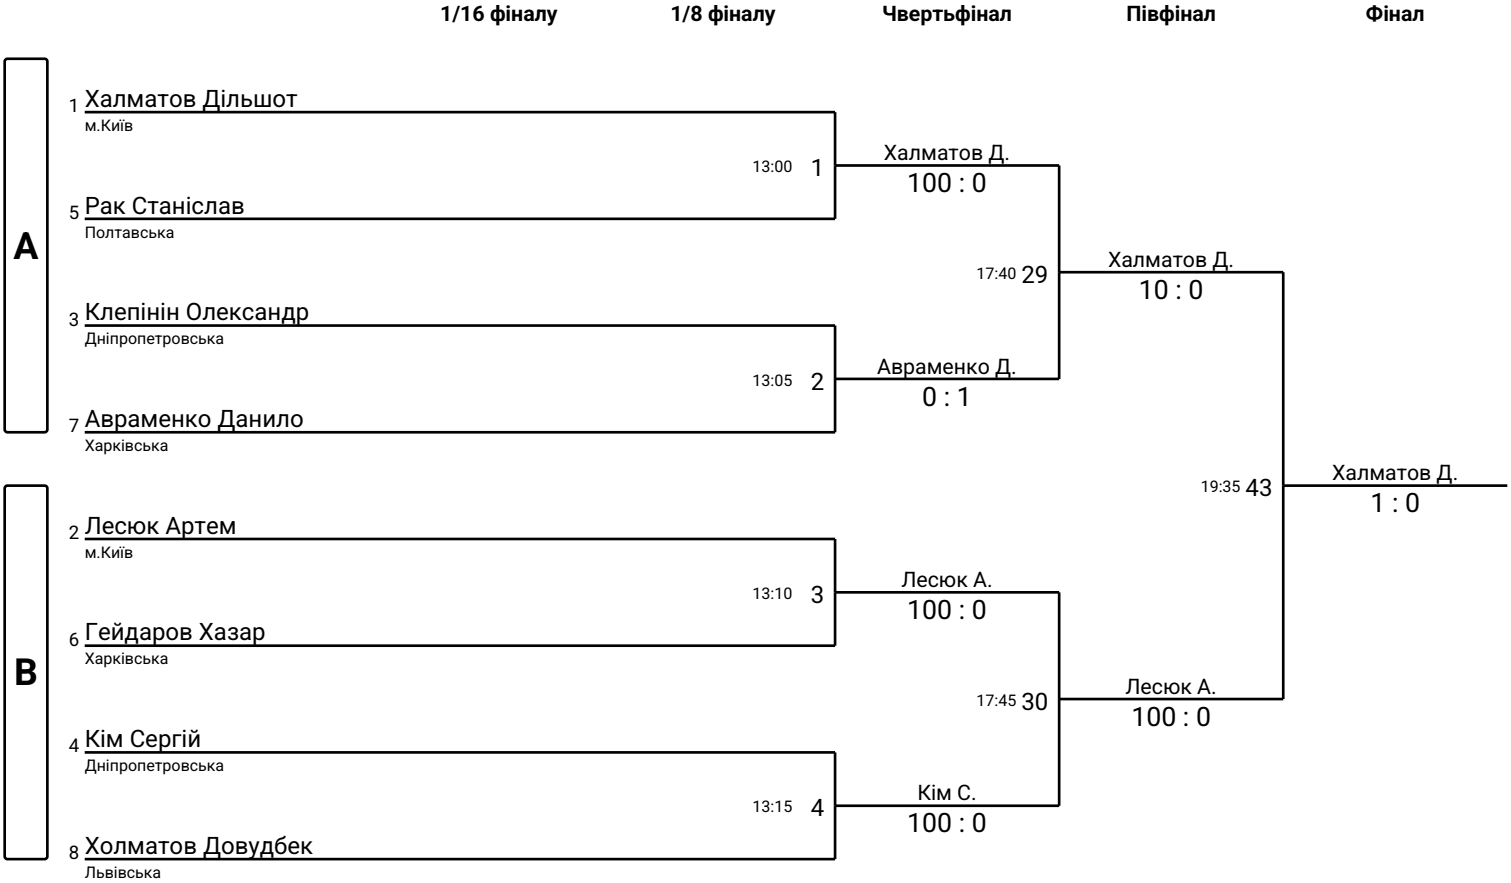 1/16 фіналу 1/8 фіналу Чвертьфінал Півфінал Фінал
A
1 Халматов Дільшот
м.Київ
13:00 1
Халматов Д.
100 : 0
5 Рак Станіслав
Полтавська
17:40 29
Халматов Д.
10 : 0
3 Клепінін Олександр
Дніпропетровська
13:05 2
Авраменко Д.
0 : 1
7 Авраменко Данило
Харківська
19:35 43
Халматов Д.
1 : 0
B
2 Лесюк Артем
м.Київ
13:10 3
Лесюк А.
100 : 0
6 Гейдаров Хазар
Харківська
17:45 30
Лесюк А.
100 : 0
4 Кім Сергій
Дніпропетровська
13:15 4
Кім С.
100 : 0
8 Холматов Довудбек
Львівська